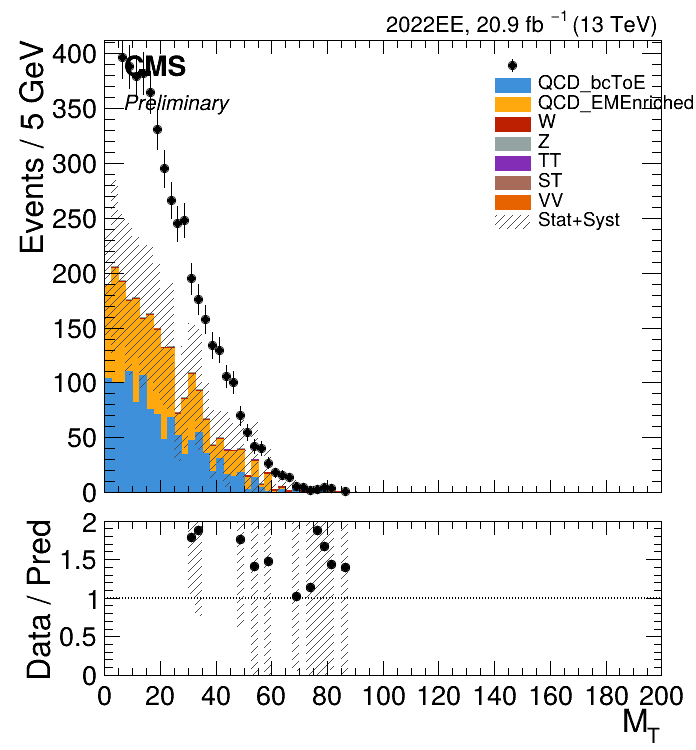 2022EE, 20.9 fb⁻¹ (13 TeV)
CMS
Preliminary
Events / 5 GeV
400
350
300
250
200
150
100
50
0
QCD_bcToE
QCD_EMEnriched
W
Z
TT
ST
VV
Stat+Syst
Data / Pred
2
1.5
1
0.5
0
0 20 40 60 80 100 120 140 160 180 200
M_T